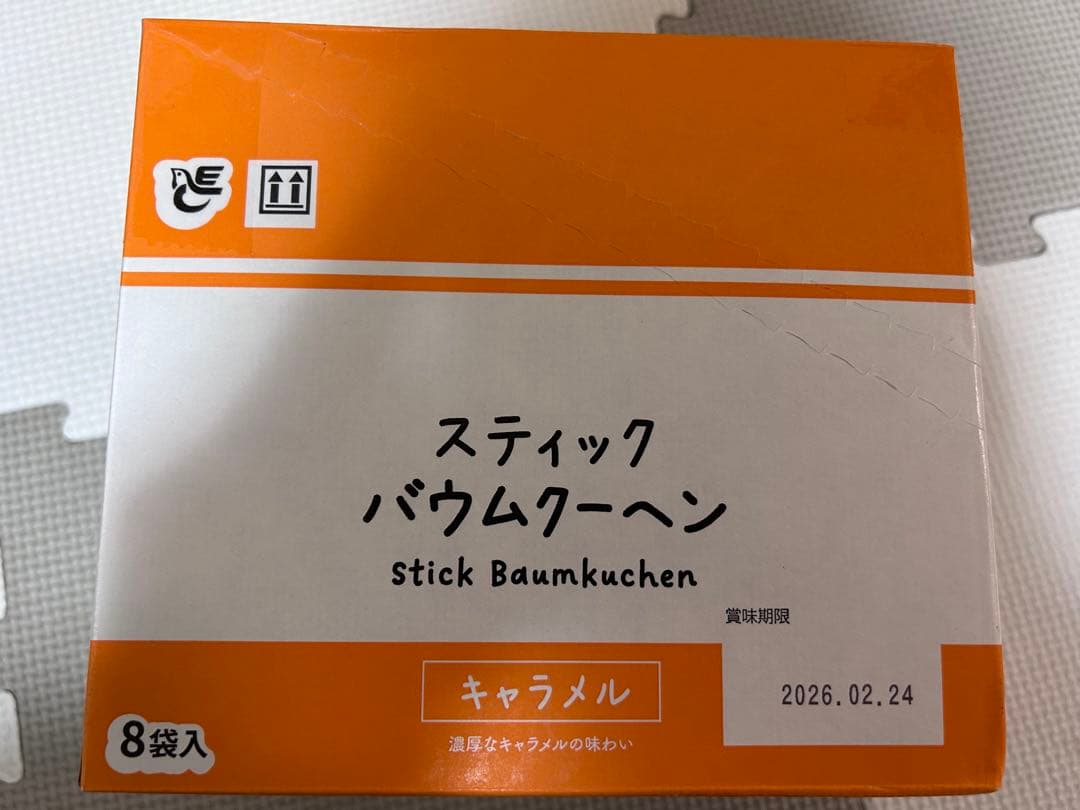 スティック
バウムクーヘン
stick Baumkuchen
賞味期限
2026.02.24
キャラメル
濃厚なキャラメルの味わい
8袋入